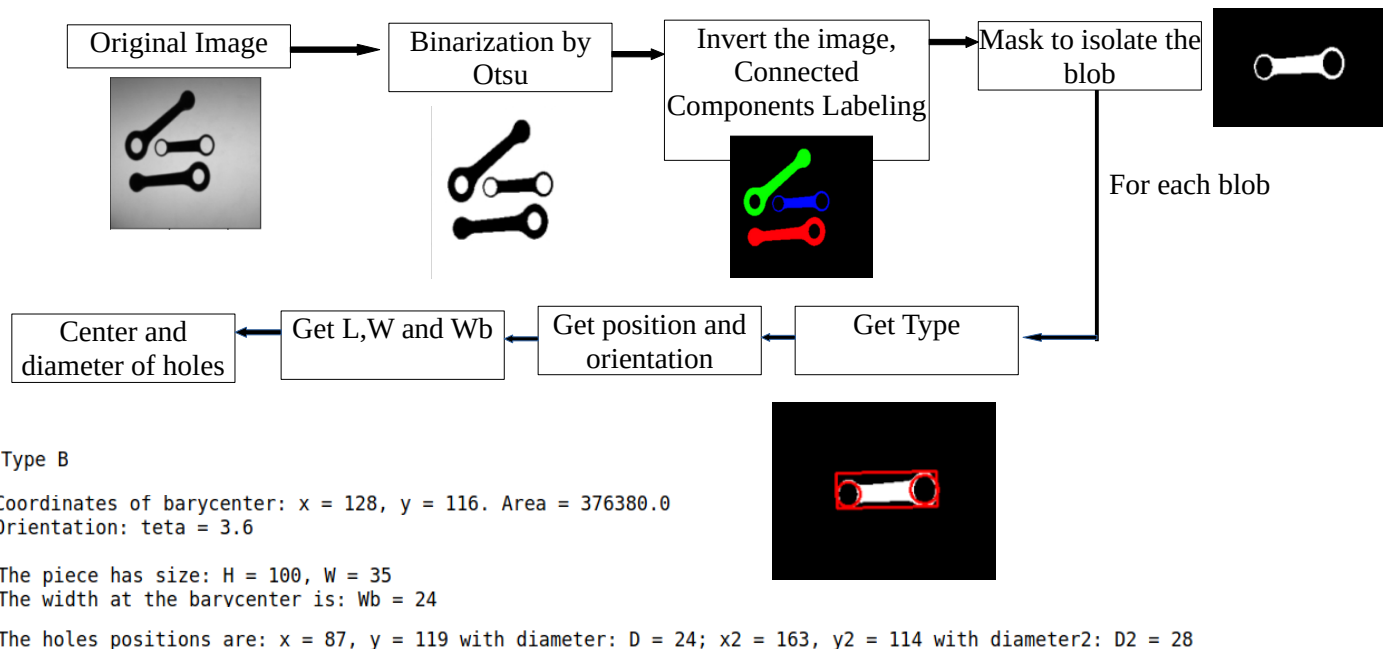 Original Image
Binarization by
Otsu
Invert the image,
Connected
Components Labeling
Mask to isolate the
blob
For each blob
Get Type
Get position and
orientation
Get L,W and Wb
Center and
diameter of holes
Type B
Coordinates of barycenter: x = 128, y = 116. Area = 376380.0
Orientation: teta = 3.6
The piece has size: H = 100, W = 35
The width at the barycenter is: Wb = 24
The holes positions are: x = 87, y = 119 with diameter: D = 24; x2 = 163, y2 = 114 with diameter2: D2 = 28